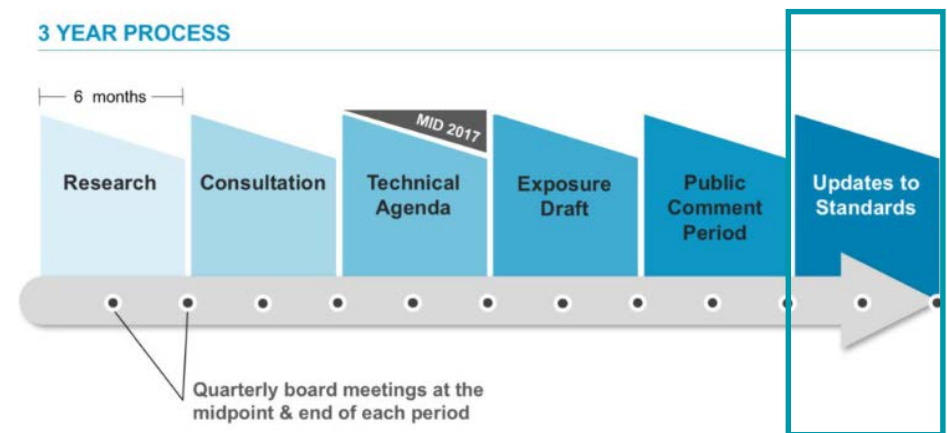 3 YEAR PROCESS
6 months
MID 2017
Research
Consultation
Technical
Agenda
Exposure
Draft
Public
Comment
Period
Updates to
Standards
Quarterly board meetings at the
midpoint & end of each period